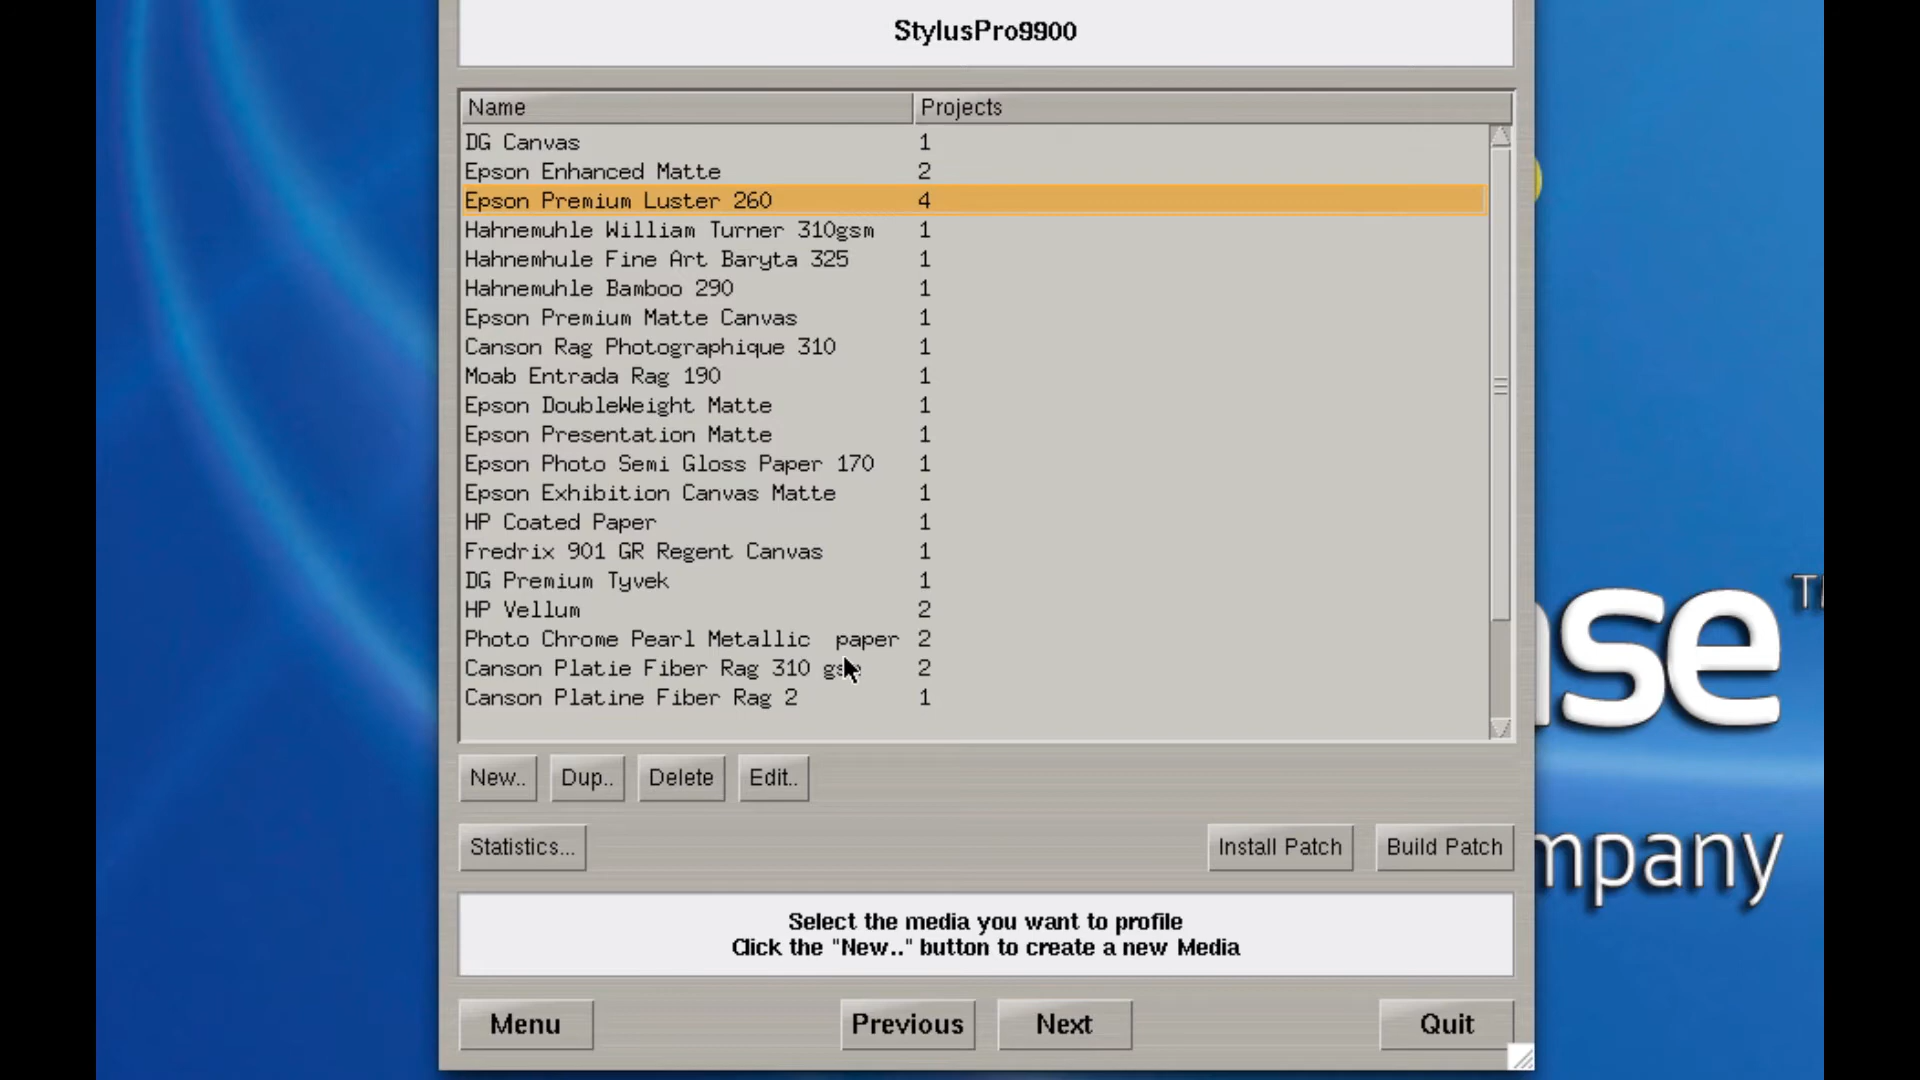 StylusPro9900
Name Projects
DG Canvas 1
Epson Enhanced Matte 2
Epson Premium Luster 260 4
Hahnemuhle William Turner 310gsm 1
Hahnemhule Fine Art Baryta 325 1
Hahnemuhle Bamboo 290 1
Epson Premium Matte Canvas 1
Canson Rag Photographique 310 1
Moab Entrada Rag 190 1
Epson DoubleWeight Matte 1
Epson Presentation Matte 1
Epson Photo Semi Gloss Paper 170 1
Epson Exhibition Canvas Matte 1
HP Coated Paper 1
Fredrix 901 GR Regent Canvas 1
DG Premium Tyvek 1
HP Vellum 2
Photo Chrome Pearl Metallic paper 2
Canson Platie Fiber Rag 310 2
Canson Platine Fiber Rag 2 1
New.. Dup.. Delete Edit..
Statistics... Install Patch Build Patch
Select the media you want to profile
Click the "New.." button to create a new Media
Menu Previous Next Quit